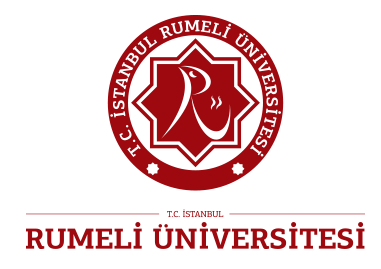 T.C. İSTANBUL RUMELİ ÜNİVERSİTESİ
R
T.C. İSTANBUL
RUMELİ ÜNİVERSİTESİ